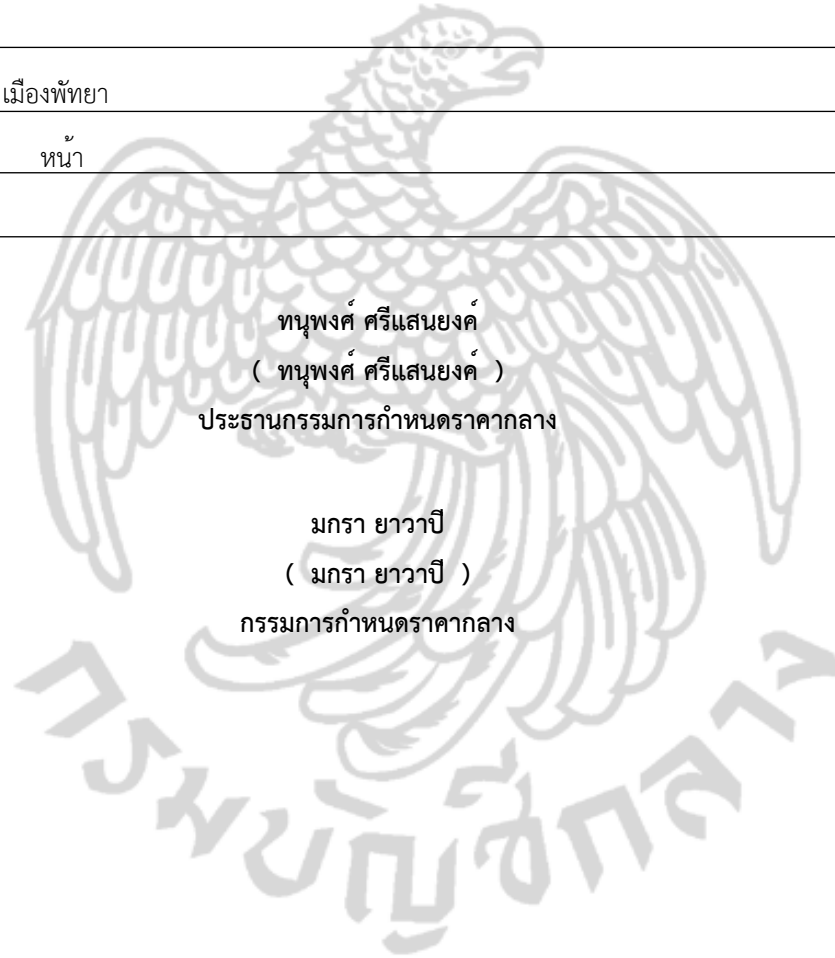 เมืองพัทยา
หน้า
ทนุพงศ์ ศรีแสนยงค์
( ทนุพงศ์ ศรีแสนยงค์ )
ประธานกรรมการกำหนดราคากลาง
มกรา ยาวาปี
( มกรา ยาวาปี )
กรรมการกำหนดราคากลาง
กรมบัญชีกลาง